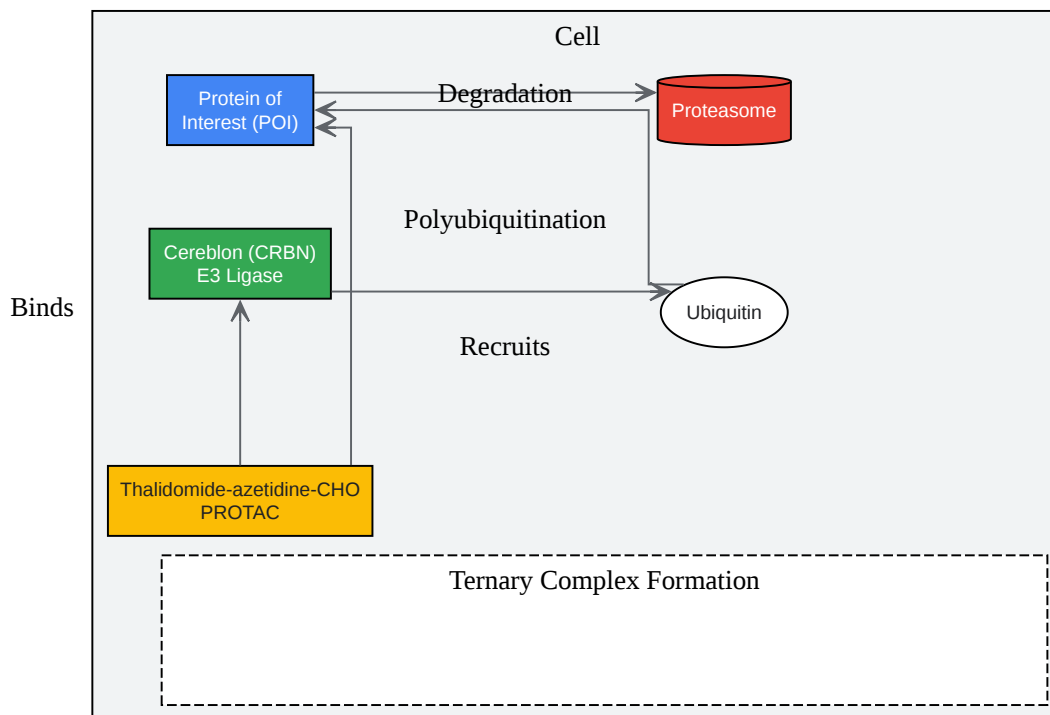 Cell
Protein of
Interest (POI)
Degradation
Proteasome
Polyubiquitination
Cereblon (CRBN)
E3 Ligase
Binds
Ubiquitin
Recruits
Thalidomide-azetidine-CHO
PROTAC
Ternary Complex Formation